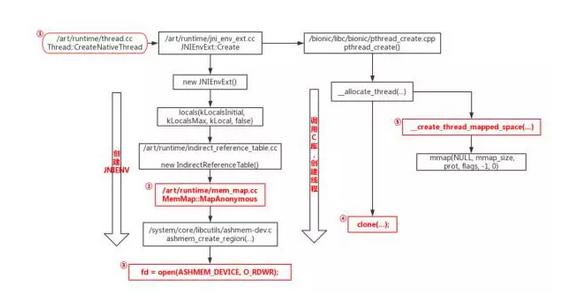 ①
/art/runtime/thread.cc
Thread::CreateNativeThread
/art/runtime/jni_env_ext.cc
JNIEnvExt::Create
/bionic/libc/bionic/pthread_create.cpp
pthread_create()
new JNIEnvExt()
__allocate_thread(...)
locals(kLocalsInitial,
kLocalsMax, kLocal, false)
⑤
__create_thread_mapped_space(...)
/art/runtime/indirect_reference_table.cc
new IndirectReferenceTable()
mmap(NULL, mmap_size,
prot, flags, -1, 0)
创建JNIENV
调用C库,创建线程
②
/art/runtime/mem_map.cc
MemMap::MapAnonymous
④
clone(...);
/system/core/libcutils/ashmem-dev.c
ashmem_create_region(...)
③
fd = open(ASHMEM_DEVICE, O_RDWR);